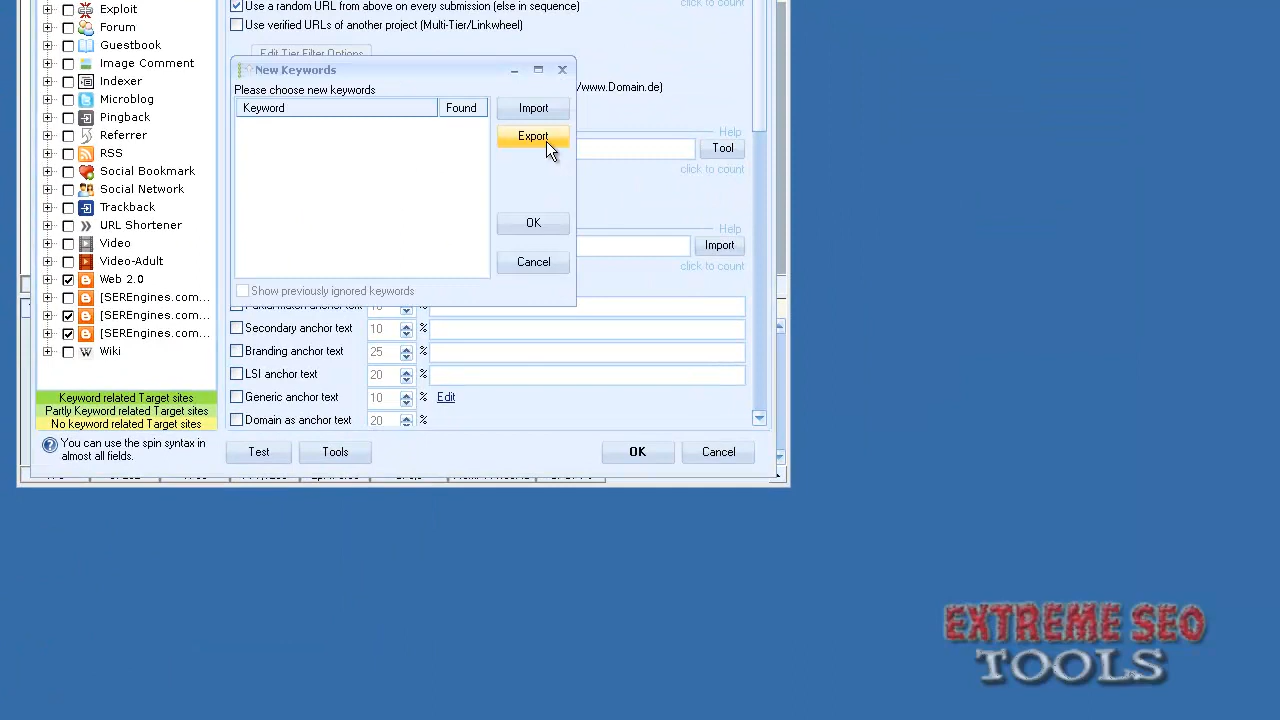 Exploit
Forum
Guestbook
Image Comment
Indexer
Microblog
Pingback
Referrer
RSS
Social Bookmark
Social Network
Trackback
URL Shortener
Video
Video-Adult
Web 2.0
[SEREngines.com...
[SEREngines.com...
[SEREngines.com...
Wiki
Keyword related Target sites
Partly Keyword related Target sites
No keyword related Target sites
You can use the spin syntax in
almost all fields.
Use a random URL from above on every submission (else in sequence)
click to count
Use verified URLs of another project (Multi-Tier/Linkwheel)
Edit Tier Filter Options
/www.Domain.de)
New Keywords
Please choose new keywords
Keyword Found
Import
Export
OK
Cancel
Show previously ignored keywords
Help
Tool
click to count
Help
Import
click to count
10 %
Secondary anchor text 10 %
Branding anchor text 25 %
LSI anchor text 20 %
Generic anchor text 10 % Edit
Domain as anchor text 20 %
Test Tools OK Cancel
EXTREME SEO
TOOLS